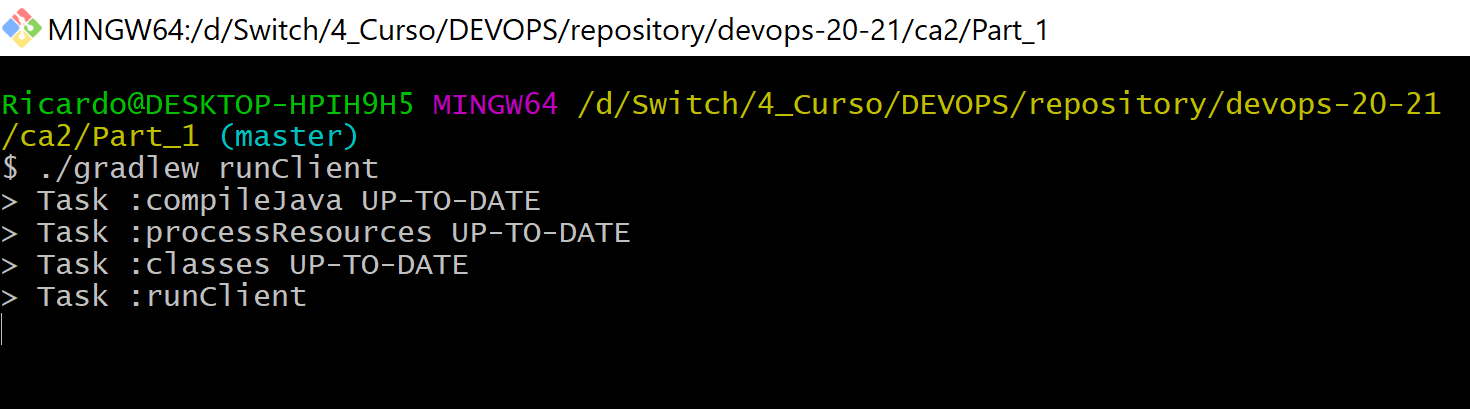 MINGW64:/d/Switch/4_Curso/DEVOPS/repository/devops-20-21/ca2/Part_1
Ricardo@DESKTOP-HPIH9H5 MINGW64 /d/Switch/4_Curso/DEVOPS/repository/devops-20-21
/ca2/Part_1 (master)
$ ./gradlew runClient
> Task :compileJava UP-TO-DATE
> Task :processResources UP-TO-DATE
> Task :classes UP-TO-DATE
> Task :runClient